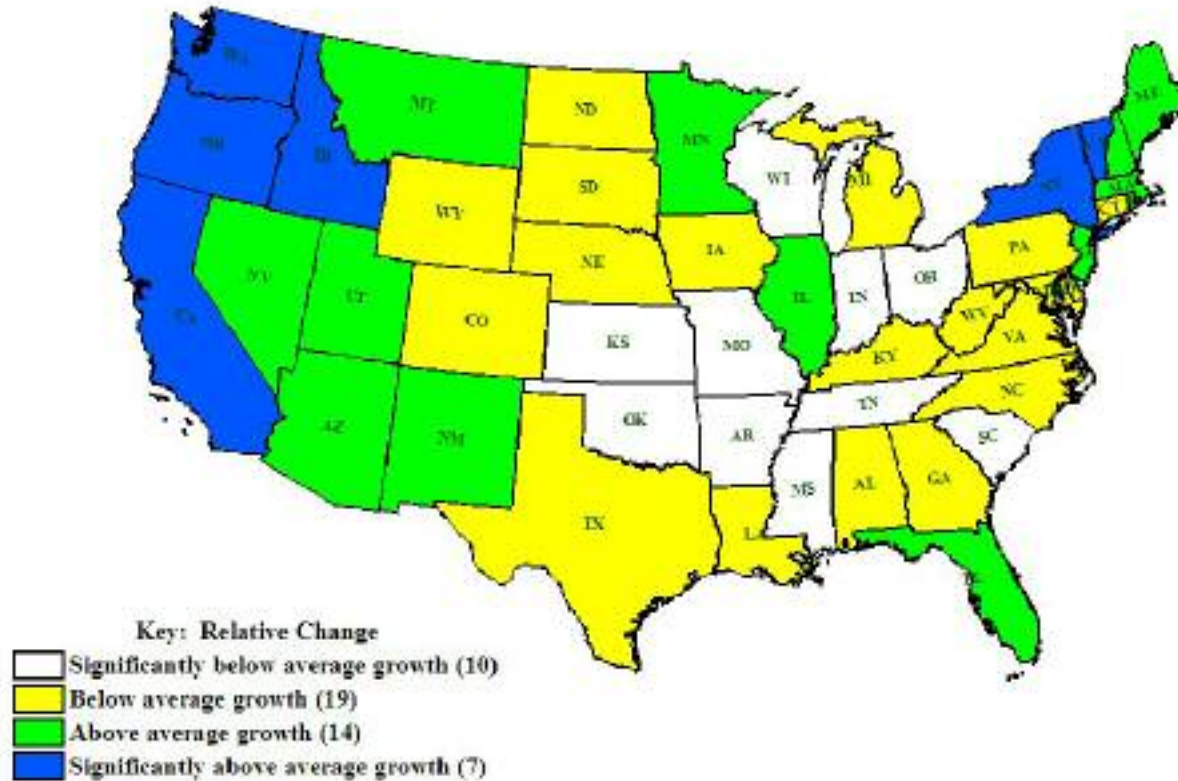 WA
MT
ND
MN
ME
OR
ID
WI
MI
NY
SD
WY
IA
PA
NE
NV
UT
IL
IN
OH
CO
WV
VA
CA
KS
MO
KY
NC
TN
AZ
NM
OK
AR
SC
MS
AL
GA
TX
LA
Key: Relative Change
Significantly below average growth (10)
Below average growth (19)
Above average growth (14)
Significantly above average growth (7)